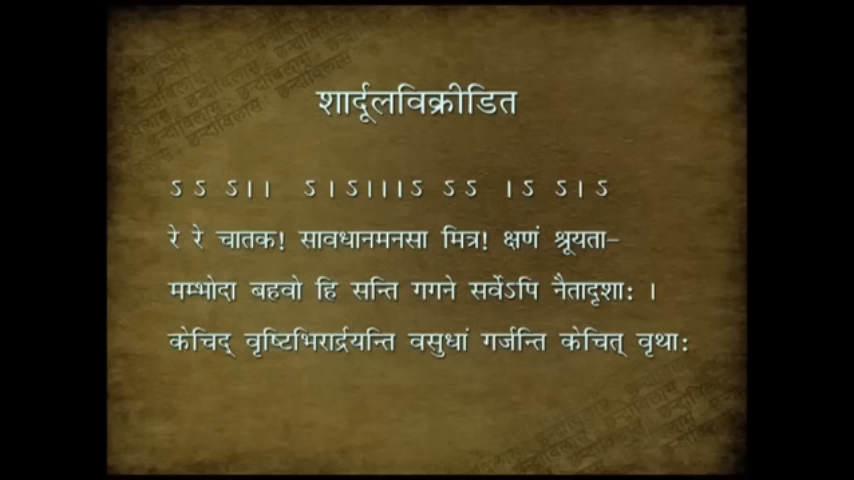 शार्दूलविक्रीडित
ऽ ऽ ऽ।। ऽ।ऽ।।।ऽ ऽ ऽ ।ऽ ऽ।ऽ
रे रे चातक! सावधानमनसा मित्र! क्षणं श्रूयता-
मम्भोदा बहवो हि सन्ति गगने सर्वेऽपि नैतादृशाः ।
केचिद् वृष्टिभिरार्द्रयन्ति वसुधां गर्जन्ति केचित् वृथाः